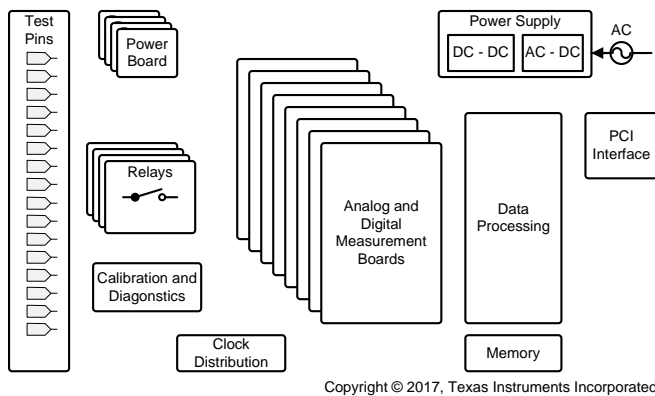 Test
Pins
Power
Board
Power Supply
DC - DC
AC - DC
AC
PCI
Interface
Relays
Analog and
Digital
Measurement
Boards
Data
Processing
Calibration and
Diagonstics
Clock
Distribution
Memory
Copyright © 2017, Texas Instruments Incorporated